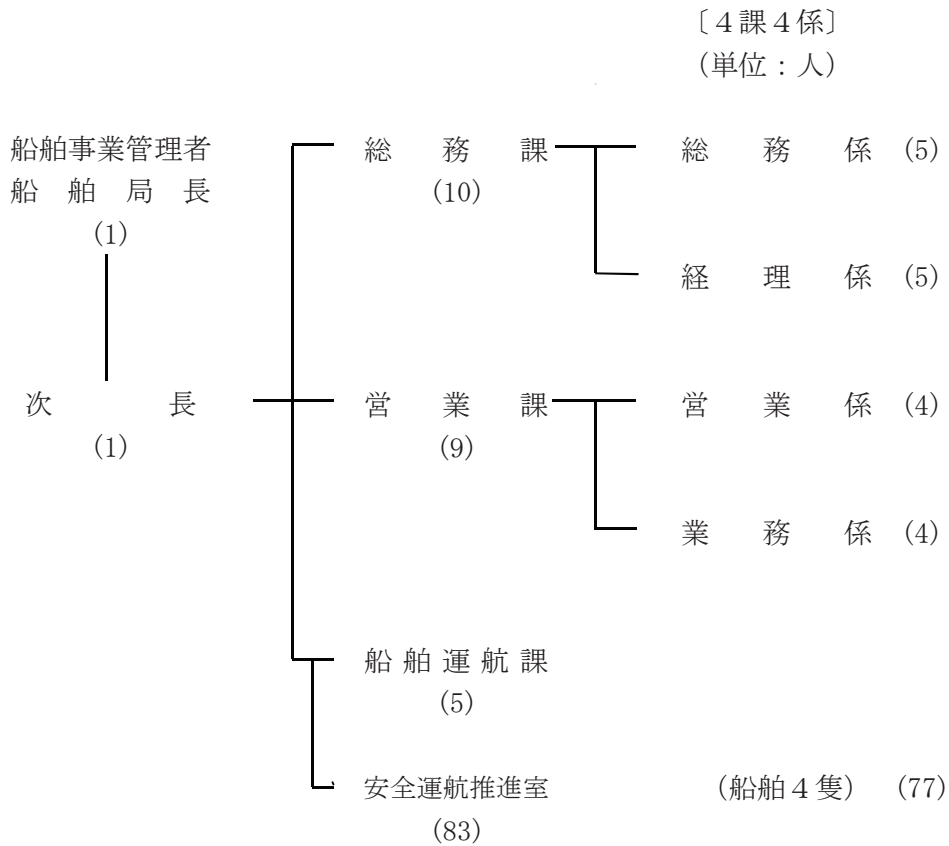 〔４課４係〕
（単位：人）
船舶事業管理者
船舶局長
(1)
次長
(1)
総務課
(10)
総務係 (5)
経理係 (5)
営業課
(9)
営業係 (4)
業務係 (4)
船舶運航課
(5)
安全運航推進室
(83)
（船舶４隻） (77)